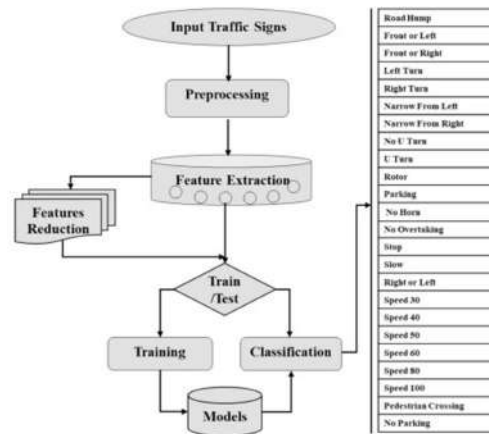 Input Traffic Signs
Preprocessing
Feature Extraction
Features
Reduction
Train
/Test
Training
Classification
Models
Road Hump
Front or Left
Front or Right
Left Turn
Right Turn
Narrow From Left
Narrow From Right
No U Turn
U Turn
Rotor
Parking
No Horn
No Overtaking
Stop
Slow
Right or Left
Speed 30
Speed 40
Speed 50
Speed 60
Speed 80
Speed 100
Pedestrian Crossing
No Parking